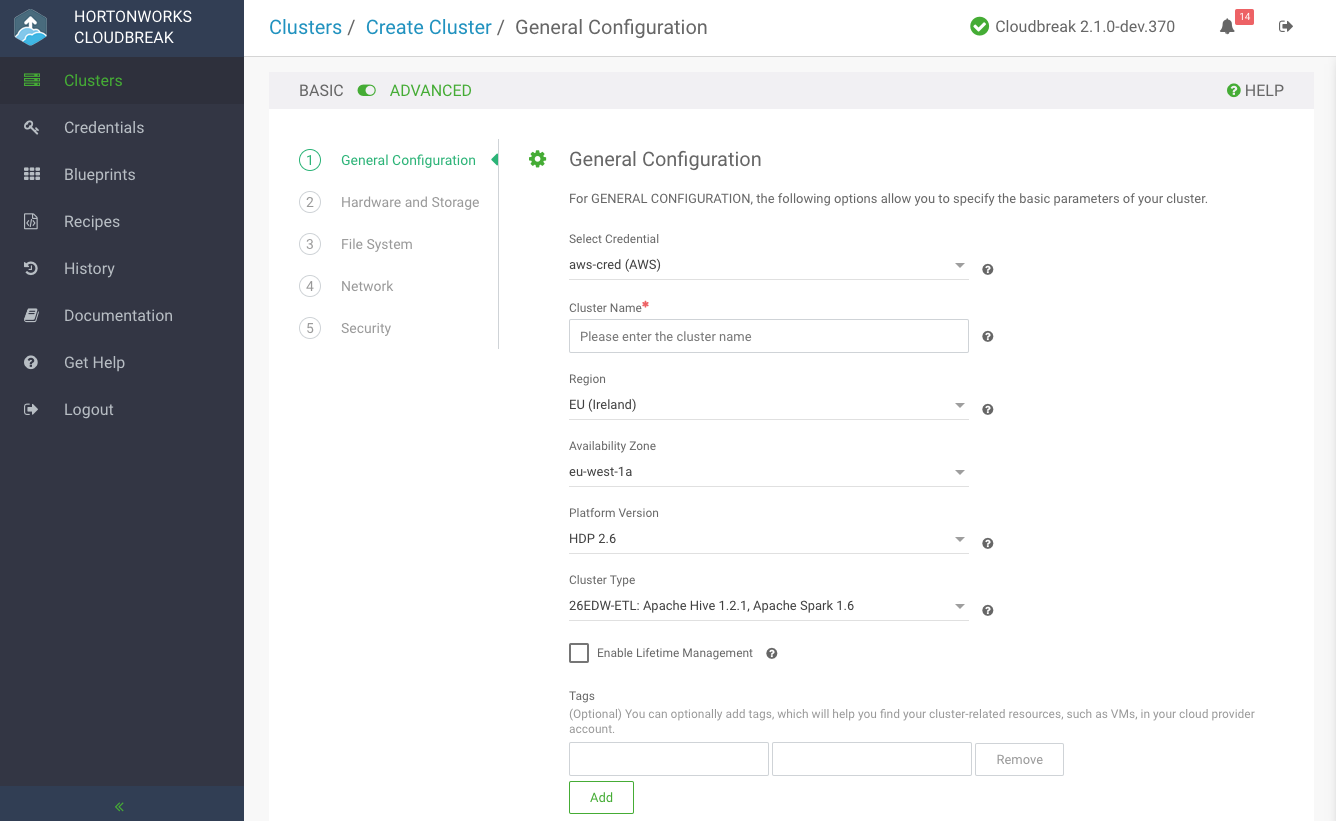 HORTONWORKS
CLOUDBREAK
Clusters / Create Cluster / General Configuration
Cloudbreak 2.1.0-dev.370
14
Clusters
Credentials
Blueprints
Recipes
History
Documentation
Get Help
Logout
BASIC ADVANCED
HELP
1 General Configuration
2 Hardware and Storage
3 File System
4 Network
5 Security
General Configuration
For GENERAL CONFIGURATION, the following options allow you to specify the basic parameters of your cluster.
Select Credential
aws-cred (AWS)
Cluster Name*
Please enter the cluster name
Region
EU (Ireland)
Availability Zone
eu-west-1a
Platform Version
HDP 2.6
Cluster Type
26EDW-ETL: Apache Hive 1.2.1, Apache Spark 1.6
Enable Lifetime Management
Tags
(Optional) You can optionally add tags, which will help you find your cluster-related resources, such as VMs, in your cloud provider
account.
Remove
Add